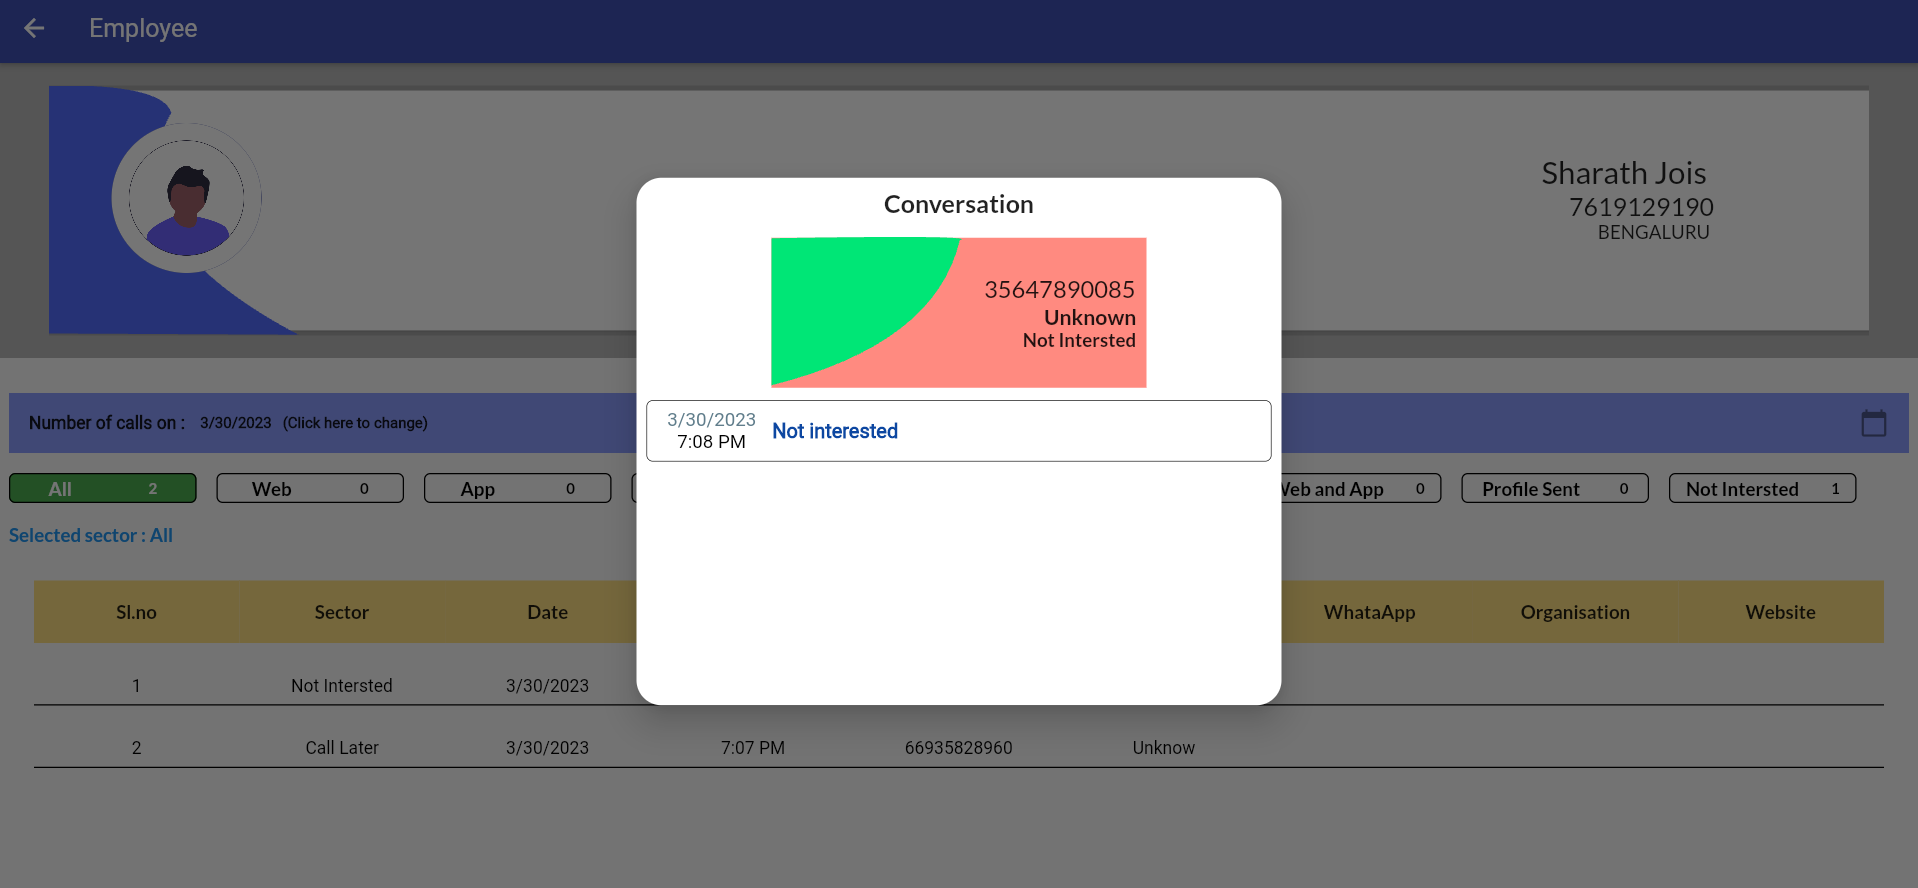 Employee
Sharath Jois
7619129190
BENGALURU
Conversation
35647890085
Unknown
Not Intersted
3/30/2023
7:08 PM
Not interested
Number of calls on : 3/30/2023 (Click here to change)
All 2 Web 0 App 0 Web and App 0 Profile Sent 0 Not Intersted 1
Selected sector : All
Sl.no Sector Date WhataApp Organisation Website
1 Not Intersted 3/30/2023
2 Call Later 3/30/2023 7:07 PM 66935828960 Unknow